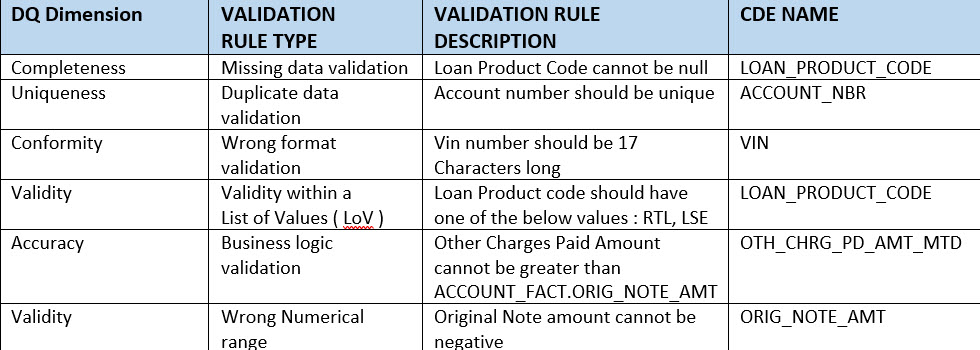 DQ Dimension
VALIDATION
RULE TYPE
VALIDATION RULE
DESCRIPTION
CDE NAME
Completeness
Missing data validation
Loan Product Code cannot be null
LOAN_PRODUCT_CODE
Uniqueness
Duplicate data
validation
Account number should be unique
ACCOUNT_NBR
Conformity
Wrong format
validation
Vin number should be 17
Characters long
VIN
Validity
Validity within a
List of Values ( LoV )
Loan Product code should have
one of the below values : RTL, LSE
LOAN_PRODUCT_CODE
Accuracy
Business logic
validation
Other Charges Paid Amount
cannot be greater than
ACCOUNT_FACT.ORIG_NOTE_AMT
OTH_CHRG_PD_AMT_MTD
Validity
Wrong Numerical
range
Original Note amount cannot be
negative
ORIG_NOTE_AMT